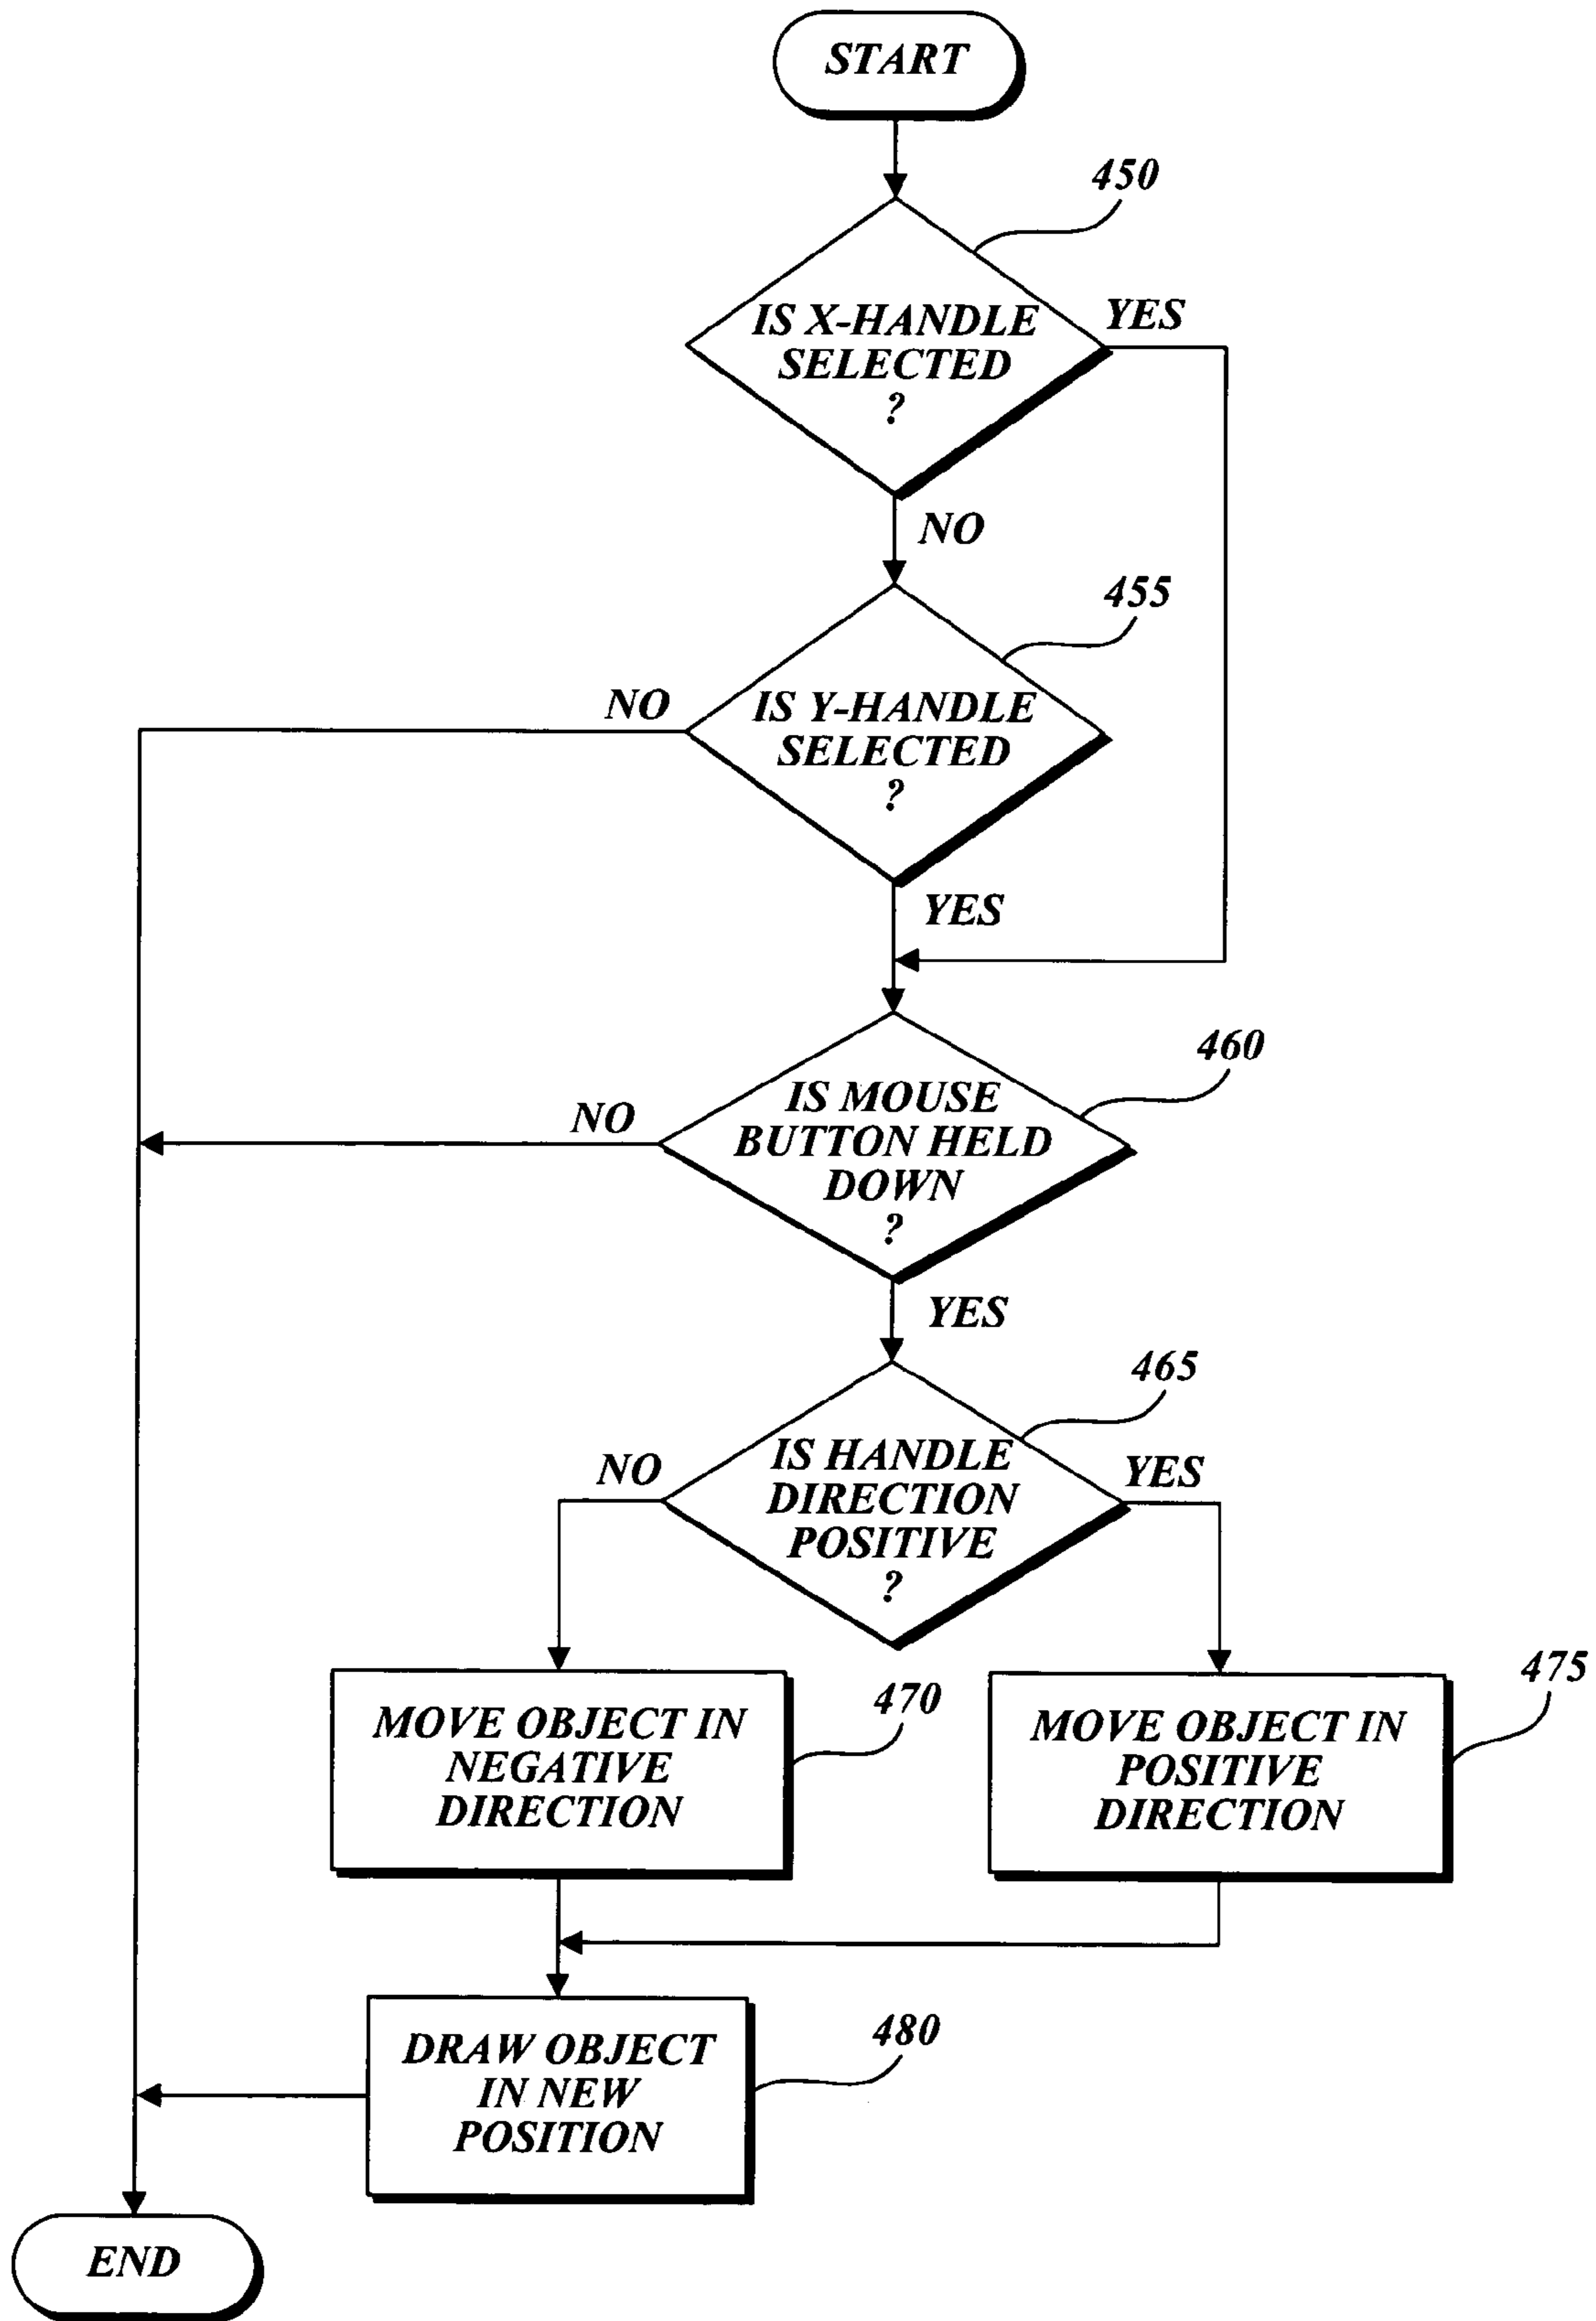 START
450
IS X-HANDLE
SELECTED
?
YES
NO
455
IS Y-HANDLE
SELECTED
?
NO
YES
460
IS MOUSE
BUTTON HELD
DOWN
?
NO
YES
465
IS HANDLE
DIRECTION
POSITIVE
?
NO
YES
470
MOVE OBJECT IN
NEGATIVE
DIRECTION
475
MOVE OBJECT IN
POSITIVE
DIRECTION
480
DRAW OBJECT
IN NEW
POSITION
END